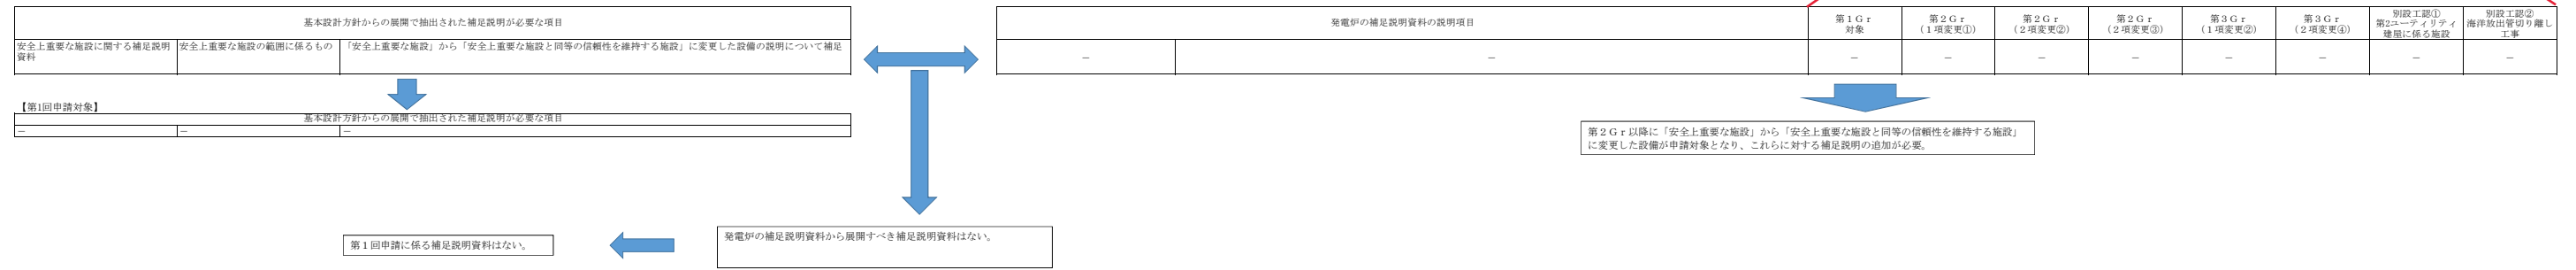 基本設計方針からの展開で抽出された補足説明が必要な項目
安全上重要な施設に関する補足説明
資料
安全上重要な施設の範囲に係るもの
「安全上重要な施設」から「安全上重要な施設と同等の信頼性を維持する施設」に変更した設備の説明について補足
発電炉の補足説明資料の説明項目
第１Ｇｒ
対象
第２Ｇｒ
（１項変更①）
第２Ｇｒ
（２項変更②）
第２Ｇｒ
（２項変更③）
第３Ｇｒ
（１項変更②）
第３Ｇｒ
（２項変更④）
別設工認①
第2ユーティリティ
建屋に係る施設
別設工認②
海洋放出管切り離し
工事
－
－
－
－
－
－
－
－
－
－
【第1回申請対象】
基本設計方針からの展開で抽出された補足説明が必要な項目
－
－
－
第２Ｇｒ以降に「安全上重要な施設」から「安全上重要な施設と同等の信頼性を維持する施設」
に変更した設備が申請対象となり、これらに対する補足説明の追加が必要。
発電炉の補足説明資料から展開すべき補足説明資料はない。
第１回申請に係る補足説明資料はない。